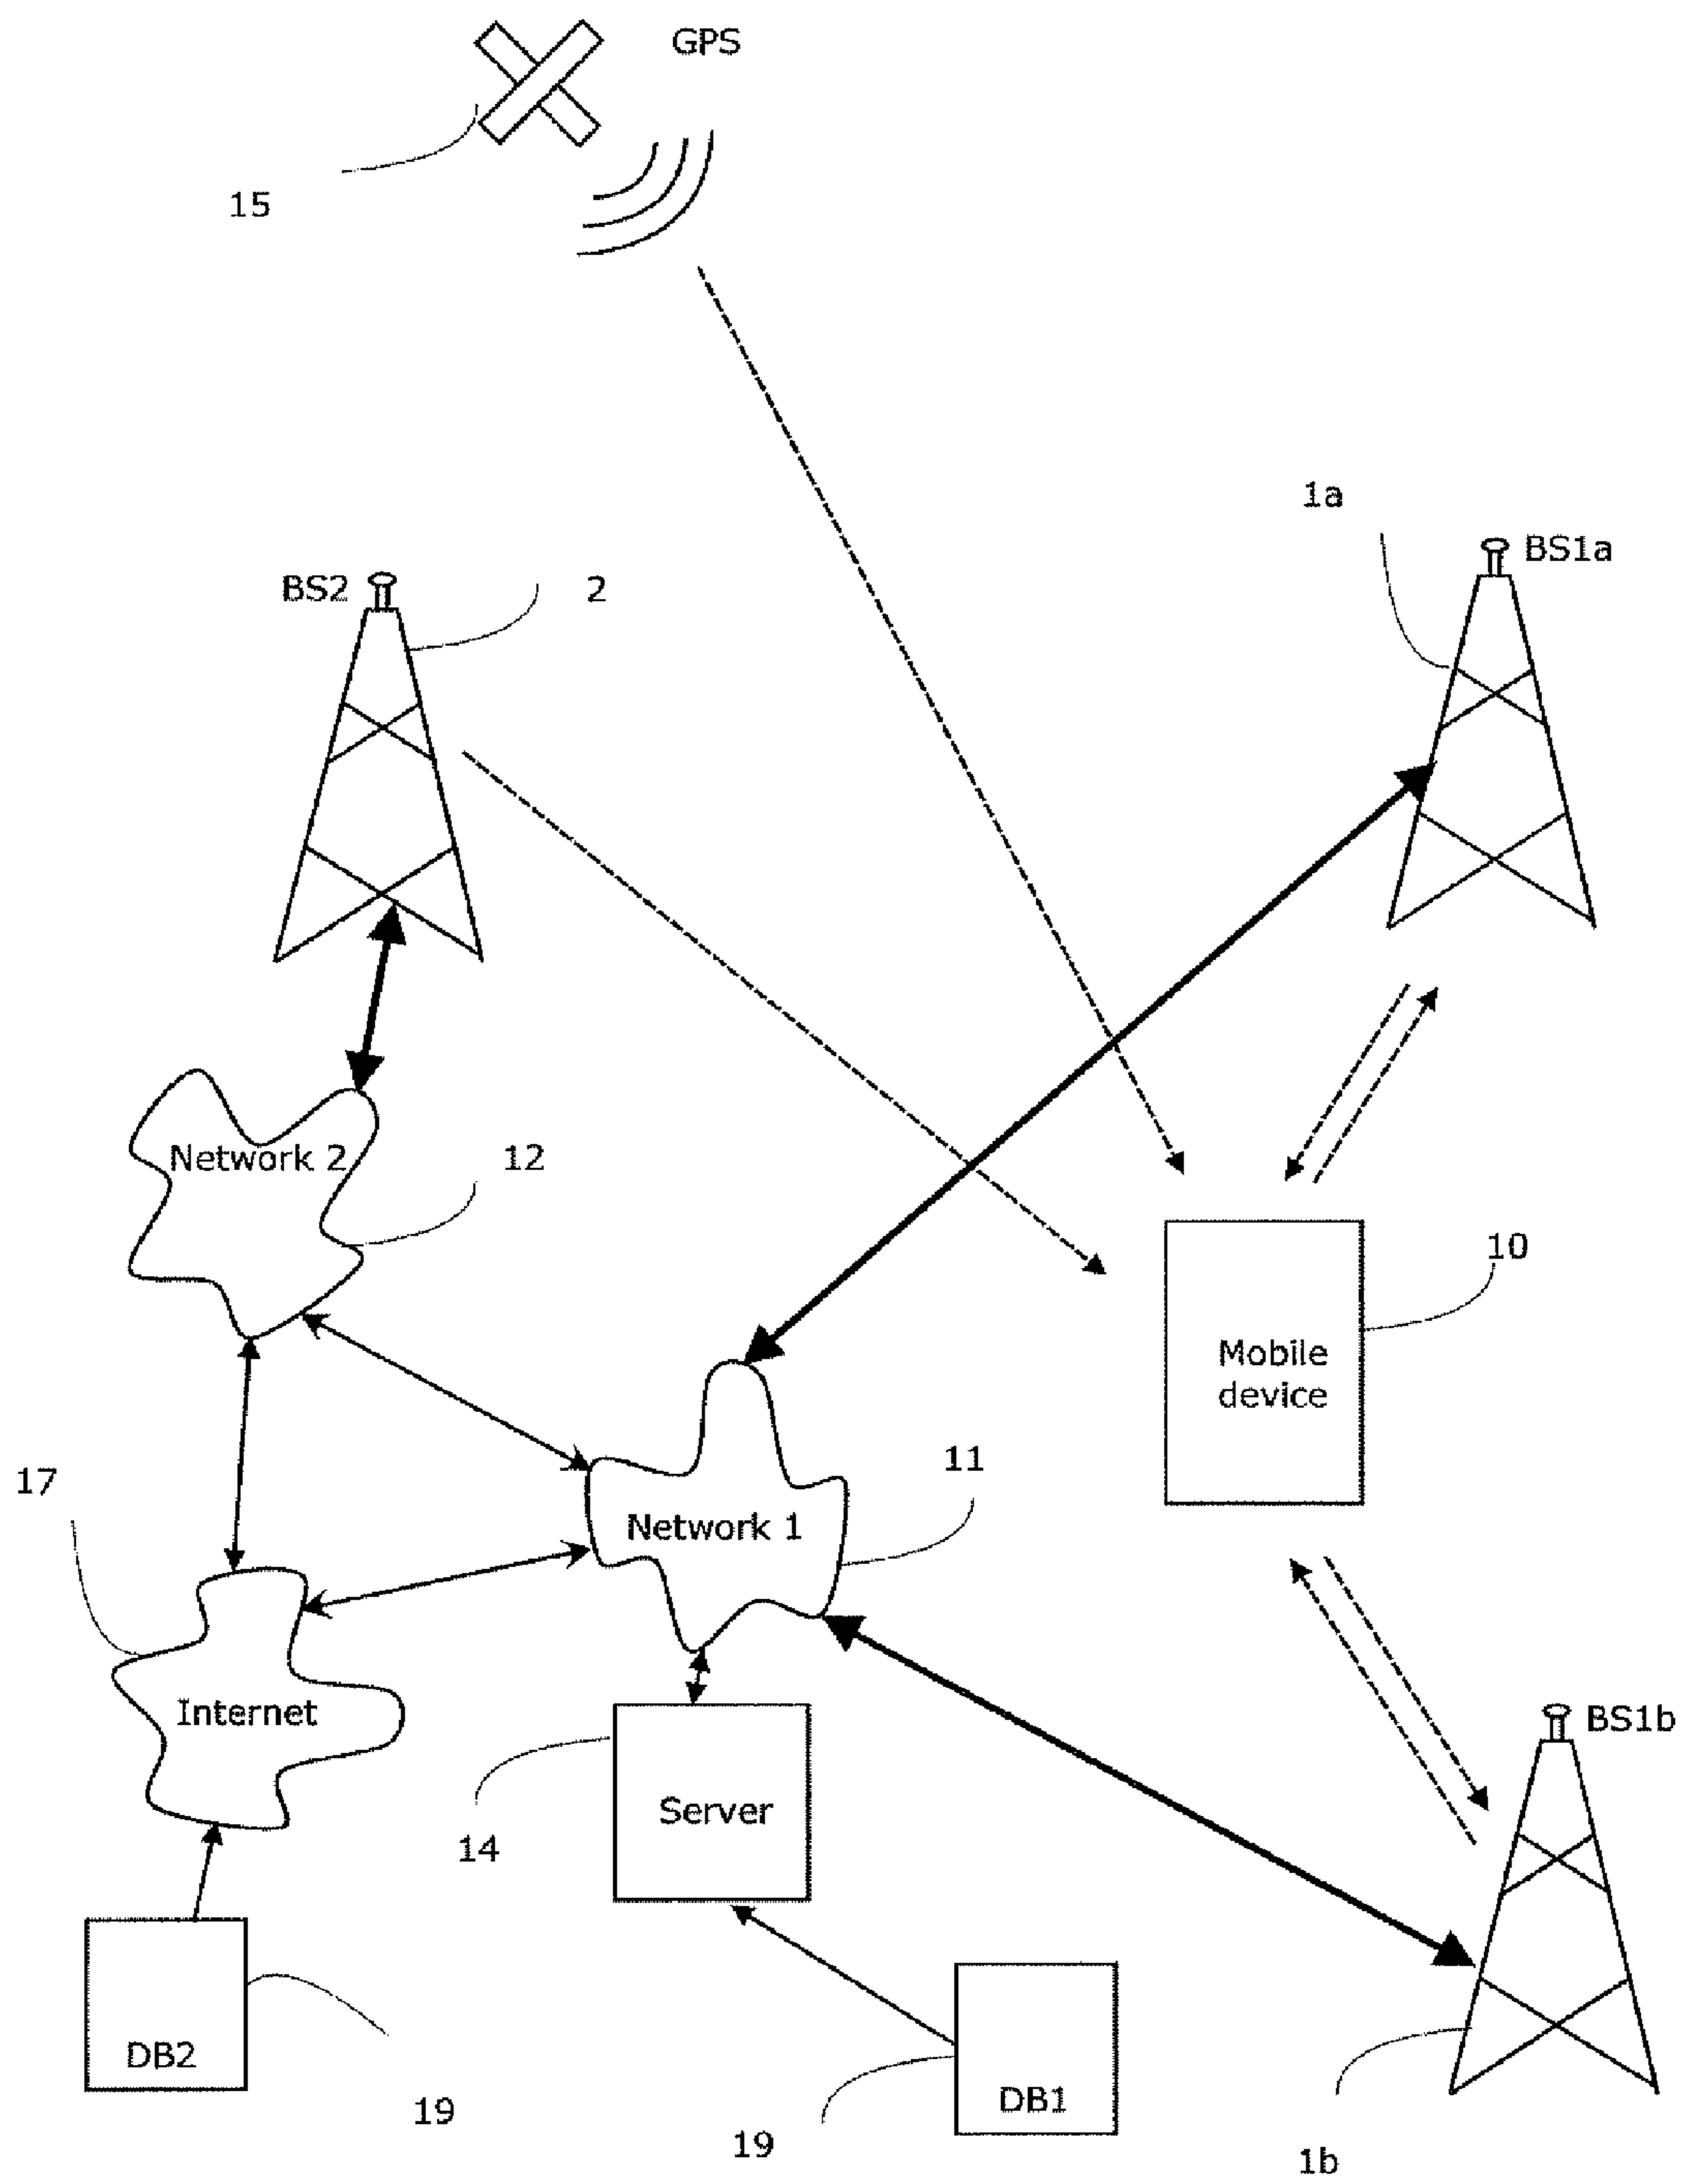 GPS
15
1a
BS1a
BS2
2
Network 2
12
10
Mobile
device
11
17
Network 1
Internet
BS1b
Server
14
DB2
DB1
19
19
1b